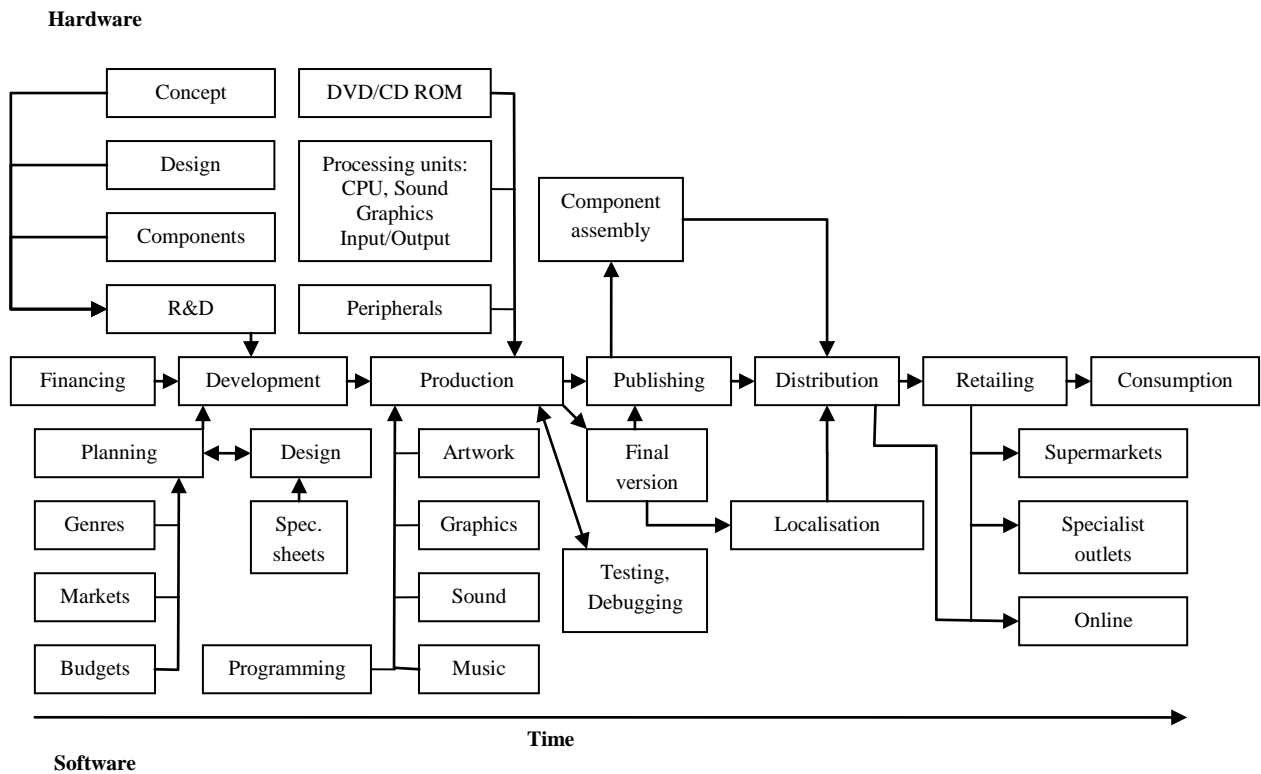 Hardware
Concept
DVD/CD ROM
Design
Processing units:
CPU, Sound
Graphics
Input/Output
Component
assembly
Components
R&D
Peripherals
Financing
Development
Production
Publishing
Distribution
Retailing
Consumption
Planning
Design
Artwork
Final
version
Supermarkets
Genres
Spec.
sheets
Graphics
Localisation
Specialist
outlets
Testing,
Debugging
Markets
Sound
Online
Budgets
Programming
Music
Time
Software